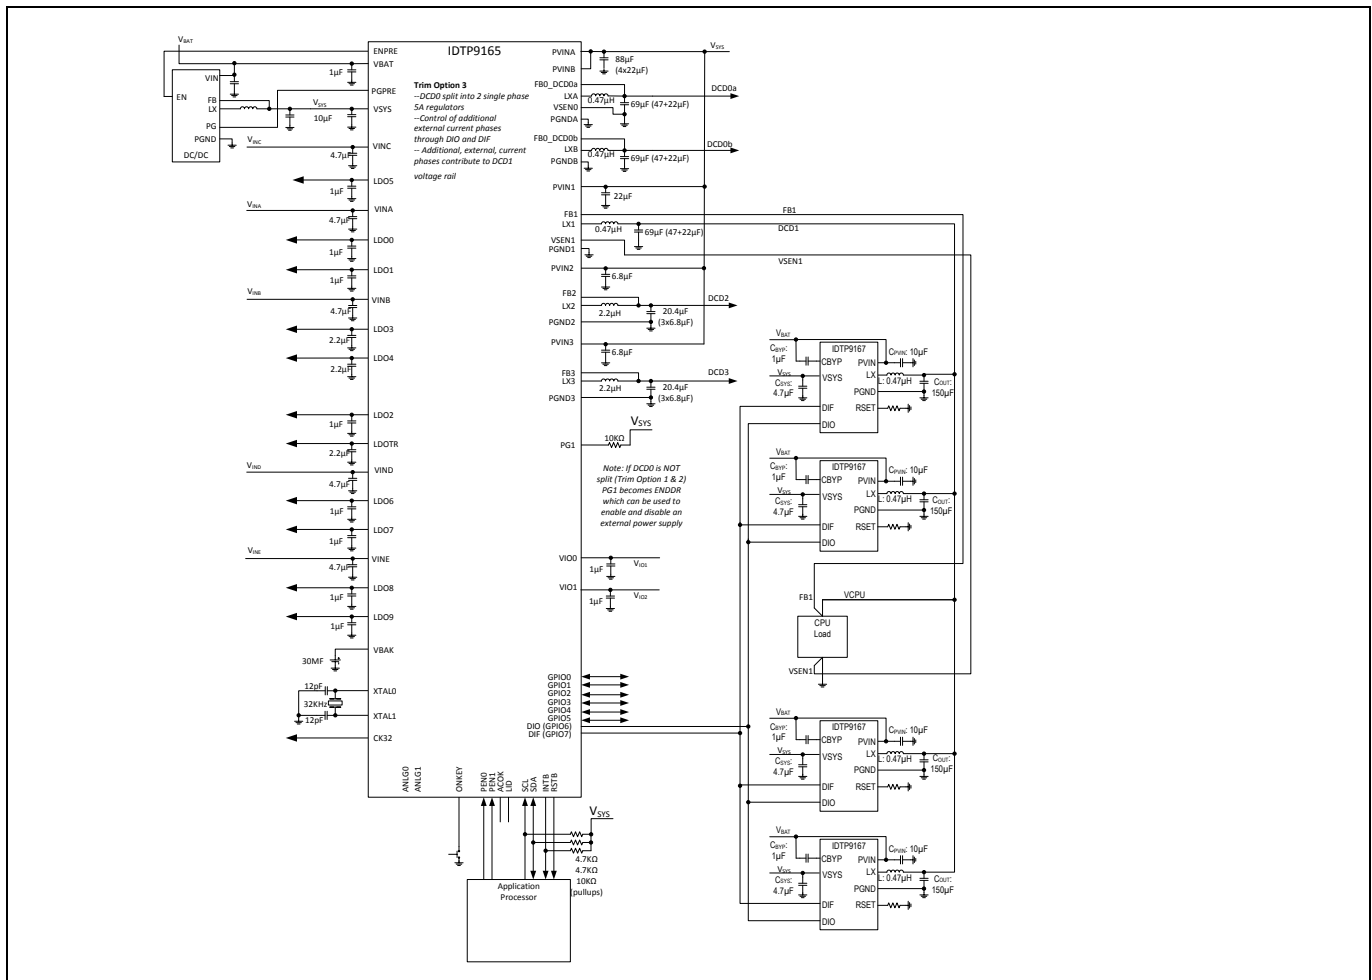 IDTP9165
Trim Option 3
--DCD0 split into 2 single phase
5A regulators
--Control of additional
external current phases
through DIO and DIF
-- Additional, external, current
phases contribute to DCD1
voltage rail
VBAT
VIN
EN
FB
LX
PG
PGND
DC/DC
VSYS
10µF
1µF
ENPRE
VBAT
PGPRE
VSYS
VINC
4.7µF
VINC
LDO5
1µF
VINA
4.7µF
VINA
LDO0
1µF
LDO1
1µF
VINB
4.7µF
VINB
LDO3
2.2µF
LDO4
2.2µF
LDO2
1µF
LDOTR
2.2µF
VIND
4.7µF
VIND
LDO6
1µF
LDO7
1µF
VINE
4.7µF
VINE
LDO8
1µF
LDO9
1µF
VBAK
30MF
12pF
XTAL0
32KHz
XTAL1
12pF
CK32
ANLG0
ANLG1
ONKEY
PEN0
PEN1
ACOK
LID
SCL
SDA
INTB
RSTB
VSYS
4.7KΩ
4.7KΩ
10KΩ
(pullups)
Application
Processor
PVINA
VSYS
PVINB
88µF
(4x22µF)
FB0_DCD0a
LXA
0.47µH
DCD0a
VSEN0
69µF (47+22µF)
PGNDA
FB0_DCD0b
LXB
0.47µH
DCD0b
PGNDB
69µF (47+22µF)
PVIN1
22µF
FB1
FB1
LX1
0.47µH
DCD1
69µF (47+22µF)
VSEN1
PGND1
VSEN1
PVIN2
6.8µF
FB2
LX2
2.2µH
DCD2
20.4µF
(3x6.8µF)
PGND2
PVIN3
6.8µF
FB3
LX3
2.2µH
DCD3
20.4µF
(3x6.8µF)
PGND3
VSYS
PG1
10KΩ
Note: If DCD0 is NOT
split (Trim Option 1 & 2)
PG1 becomes ENDDR
which can be used to
enable and disable an
external power supply
VIO0
1µF
VIO1
VIO1
1µF
VIO2
GPIO0
GPIO1
GPIO2
GPIO3
GPIO4
GPIO5
DIO (GPIO6)
DIF (GPIO7)
VBAT
IDTP9167
CBYP:
1µF
CBYP
PVIN
CPVIN: 10µF
VSYS
VSYS
LX
L: 0.47µH
COUT:
150µF
CSYS:
4.7µF
PGND
DIF
RSET
DIO
VBAT
IDTP9167
CBYP:
1µF
CBYP
PVIN
CPVIN: 10µF
VSYS
VSYS
LX
L: 0.47µH
COUT:
150µF
CSYS:
4.7µF
PGND
DIF
RSET
DIO
FB1
VCPU
CPU
Load
VSEN1
VBAT
IDTP9167
CBYP:
1µF
CBYP
PVIN
CPVIN: 10µF
VSYS
VSYS
LX
L: 0.47µH
COUT:
150µF
CSYS:
4.7µF
PGND
DIF
RSET
DIO
VBAT
IDTP9167
CBYP:
1µF
CBYP
PVIN
CPVIN: 10µF
VSYS
VSYS
LX
L: 0.47µH
COUT:
150µF
CSYS:
4.7µF
PGND
DIF
RSET
DIO